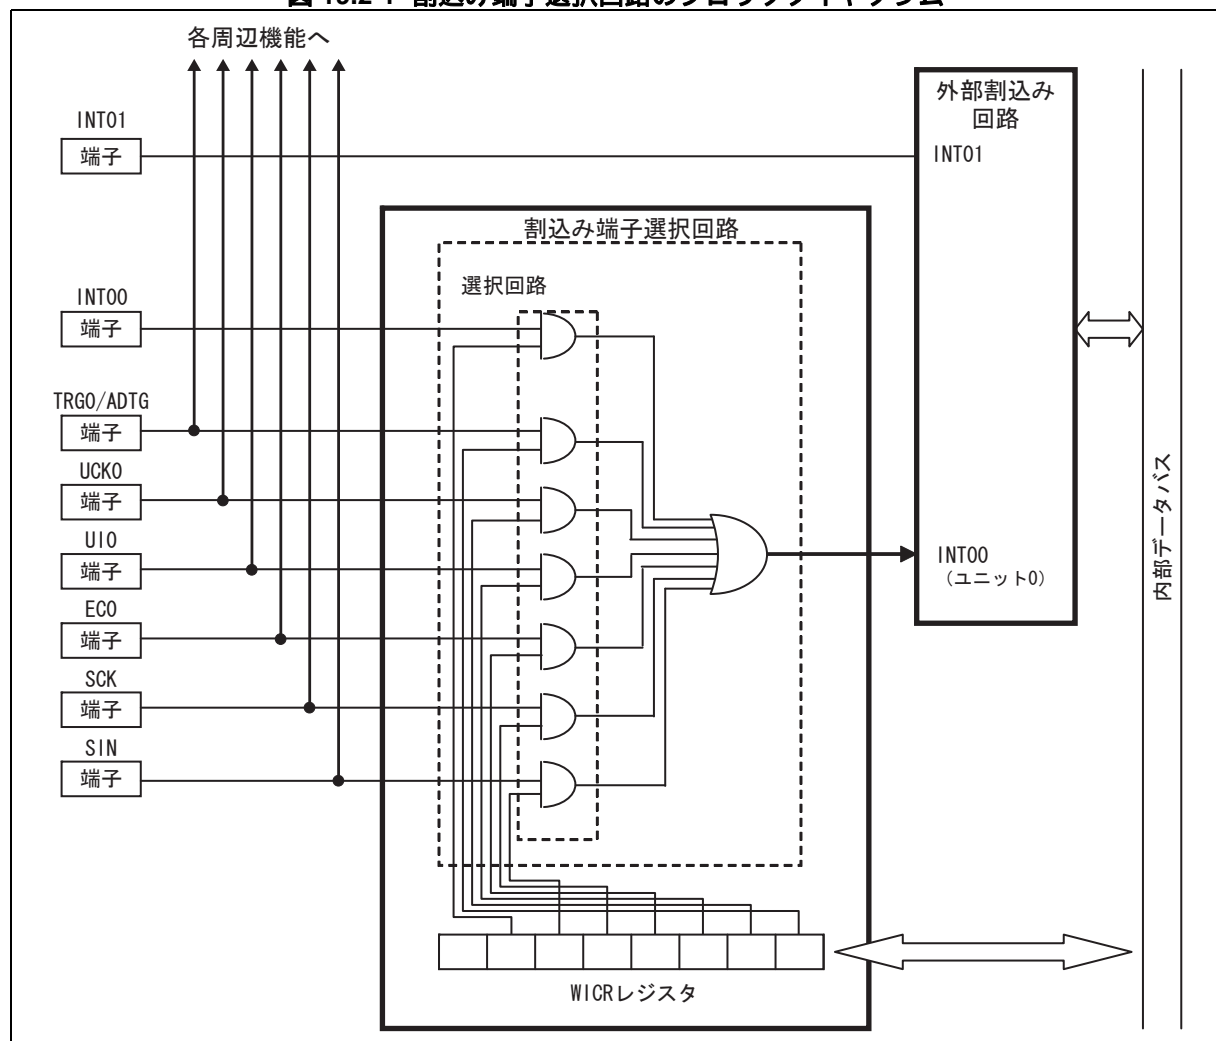 各周辺機能へ
外部割込み
回路
INT01
端子
INT01
割込み端子選択回路
選択回路
INT00
端子
TRG0/ADTG
端子
UCK0
端子
UI0
端子
EC0
端子
SCK
端子
SIN
端子
INT00
(ユニット0)
内部データバス
WICRレジスタ